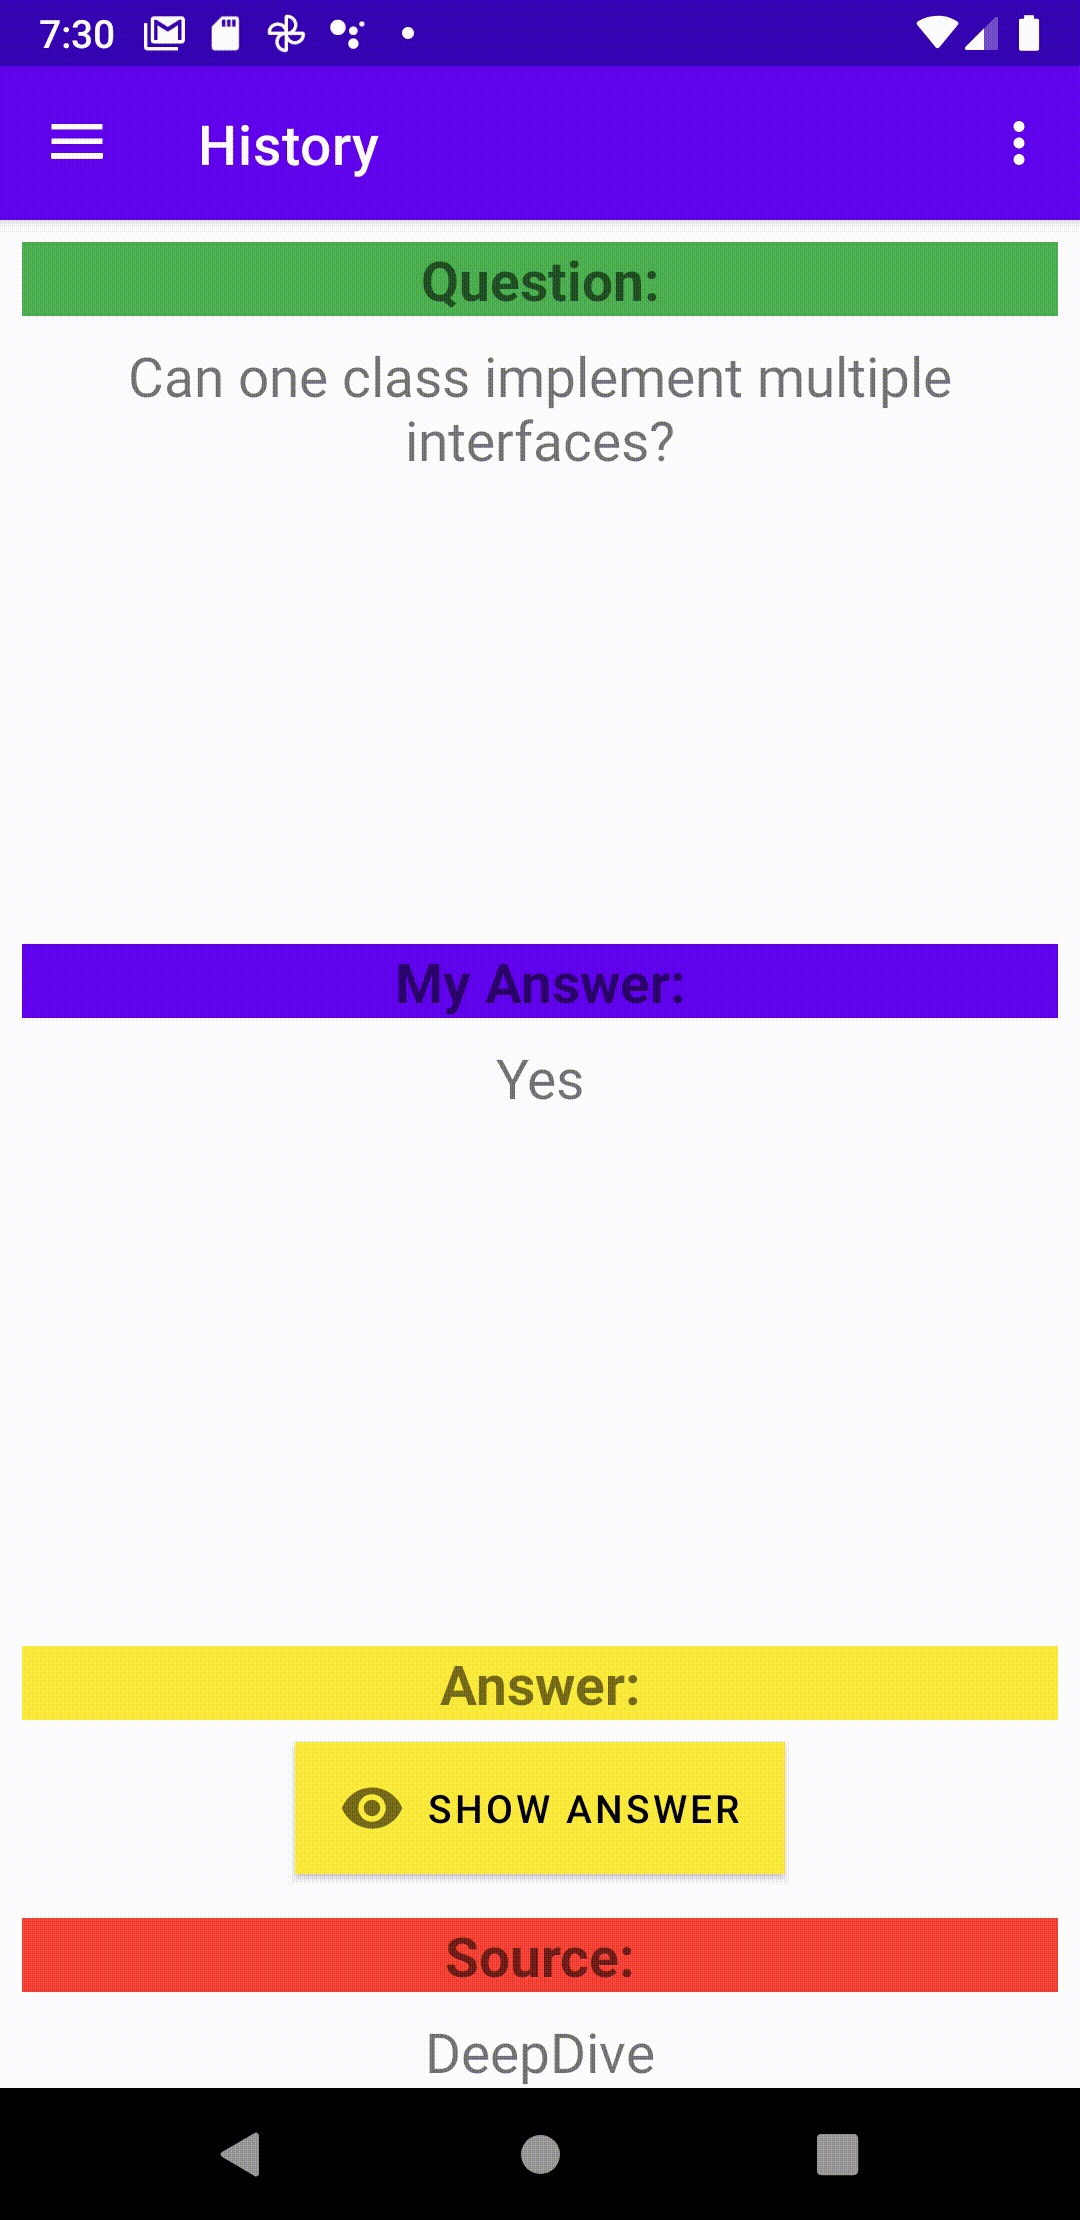 7:30
History
Question:
Can one class implement multiple
interfaces?
My Answer:
Yes
Answer:
SHOW ANSWER
Source:
DeepDive